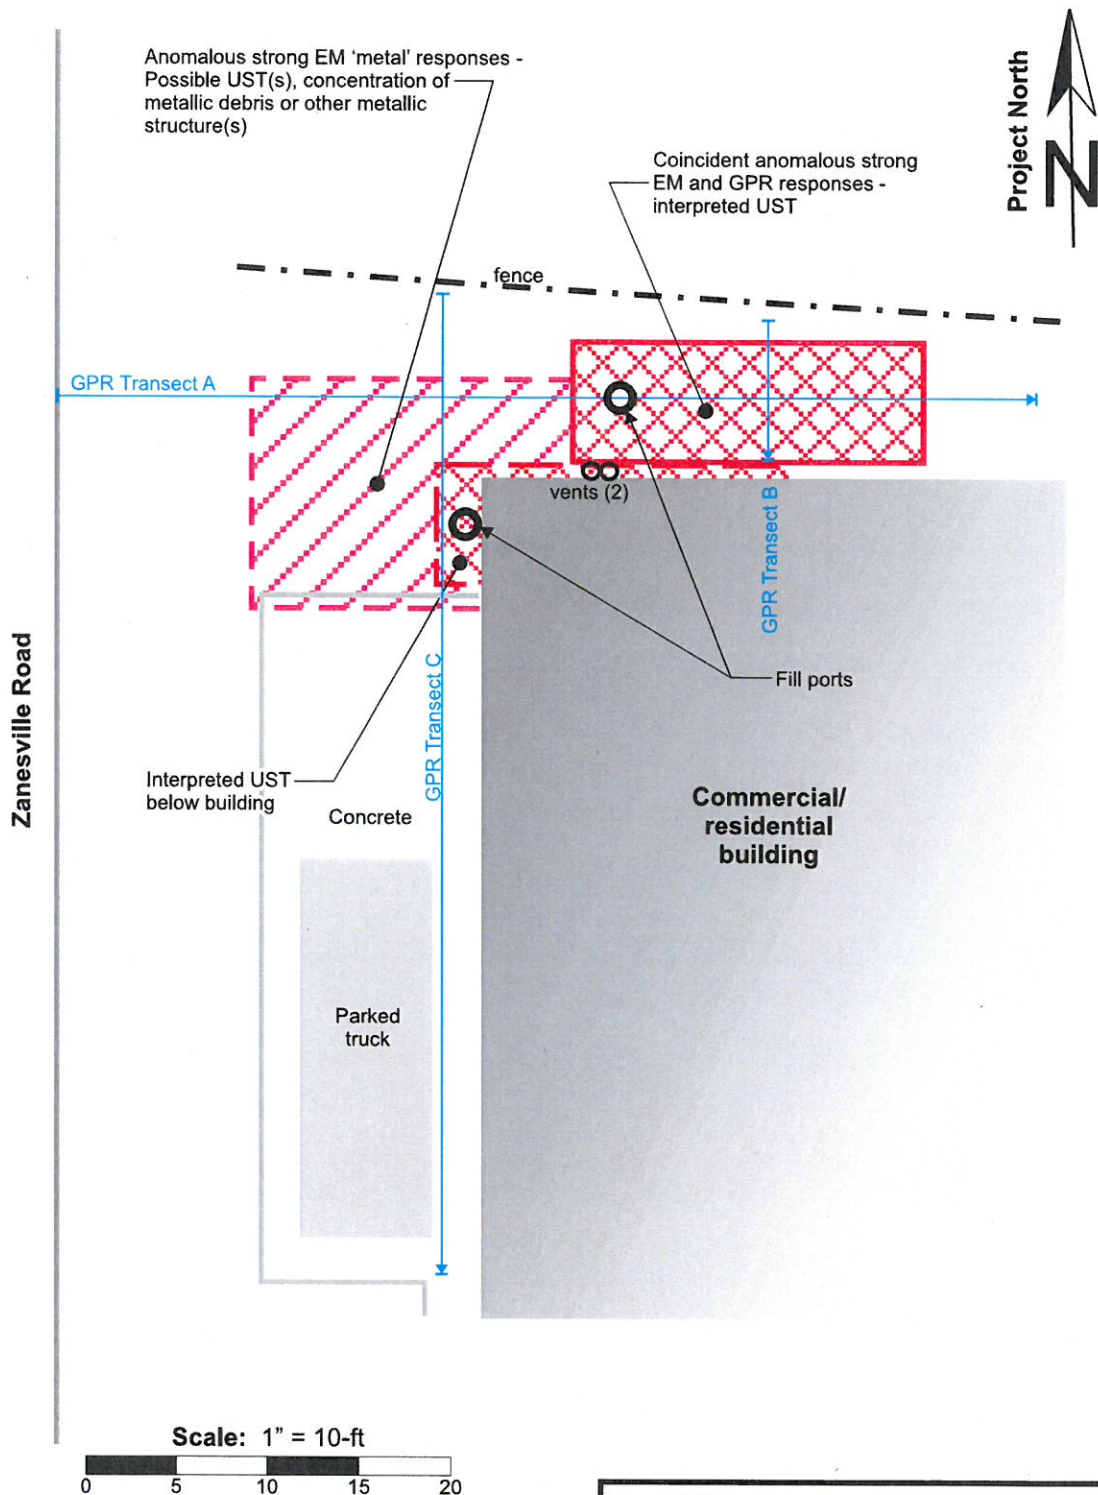 Anomalous strong EM ‘metal’ responses -
Possible UST(s), concentration of
metallic debris or other metallic
structure(s)
Project North
N
Coincident anomalous strong
EM and GPR responses -
interpreted UST
fence
GPR Transect A
vents (2)
GPR Transect B
Fill ports
GPR Transect C
Zanesville Road
Interpreted UST
below building
Concrete
Commercial/
residential
building
Parked
truck
Scale: 1” = 10-ft
0 5 10 15 20